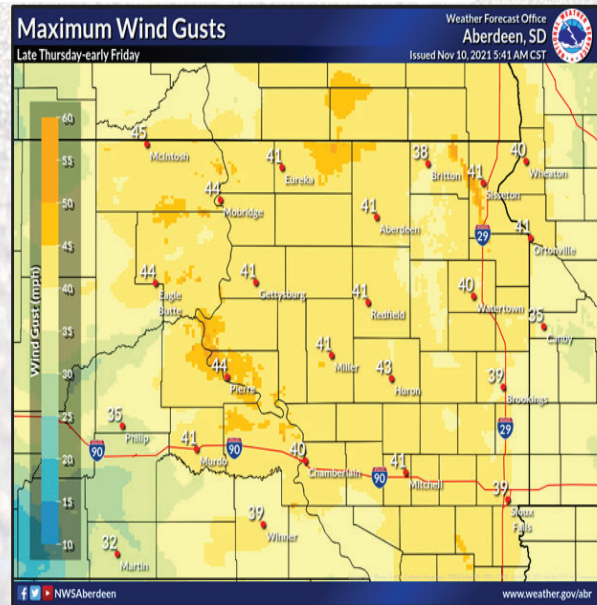 Maximum Wind Gusts
Late Thursday-early Friday
Weather Forecast Office
Aberdeen, SD
Issued Nov 10, 2021 5:41 AM CST
NATIONAL WEATHER SERVICE
Wind Gust (mph)
60
55
50
45
40
35
30
25
20
15
10
45
McIntosh
41
Eureka
38
Britton
41
Sisseton
40
Wheaton
44
Mobridge
41
Aberdeen
29
41
Ortonville
44
Eagle
Butte
41
Gettysburg
41
Redfield
40
Watertown
35
Canby
44
Pierre
41
Miller
43
Huron
39
Brookings
35
Philip
90
41
Murdo
90
40
Chamberlain
90
41
Mitchell
29
39
Sioux
Falls
32
Martin
39
Winner
NWSAberdeen
www.weather.gov/abr